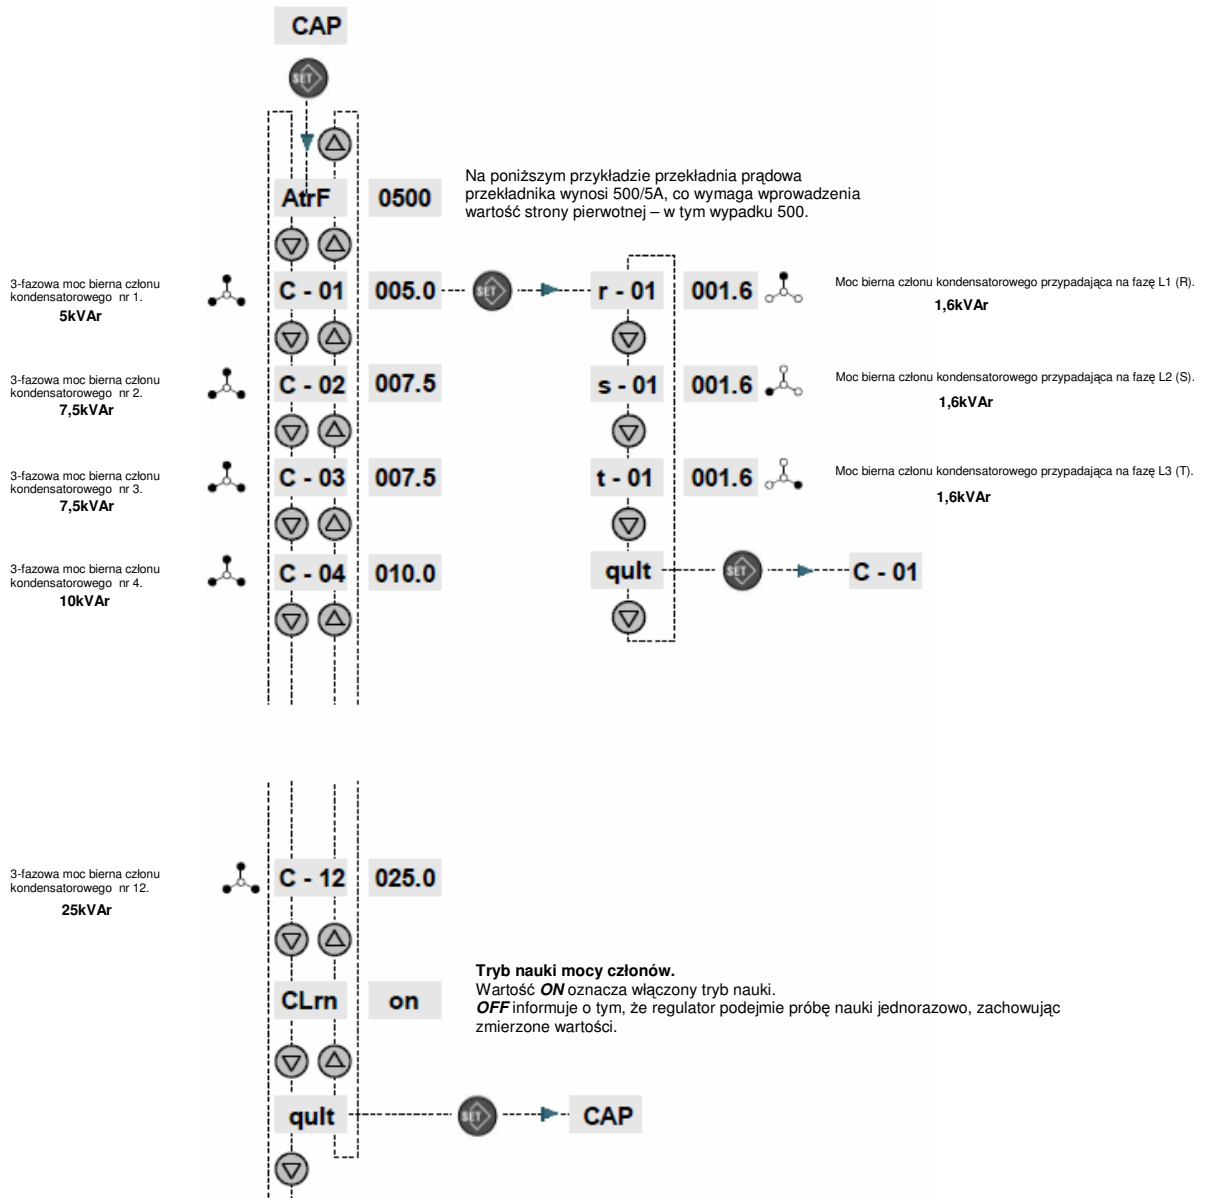 CAP
SET
AtrF 0500
Na poniższym przykładzie przekładnia prądowa
przekładnika wynosi 500/5A, co wymaga wprowadzenia
wartość strony pierwotnej – w tym wypadku 500.
3-fazowa moc bierna członu
kondensatorowego nr 1.
5kVAr
C - 01 005.0 SET r - 01 001.6
Moc bierna członu kondensatorowego przypadająca na fazę L1 (R).
1,6kVAr
3-fazowa moc bierna członu
kondensatorowego nr 2.
7,5kVAr
C - 02 007.5 s - 01 001.6
Moc bierna członu kondensatorowego przypadająca na fazę L2 (S).
1,6kVAr
3-fazowa moc bierna członu
kondensatorowego nr 3.
7,5kVAr
C - 03 007.5 t - 01 001.6
Moc bierna członu kondensatorowego przypadająca na fazę L3 (T).
1,6kVAr
3-fazowa moc bierna członu
kondensatorowego nr 4.
10kVAr
C - 04 010.0 quIt SET C - 01
3-fazowa moc bierna członu
kondensatorowego nr 12.
25kVAr
C - 12 025.0
Tryb nauki mocy członów.
Wartość ON oznacza włączony tryb nauki.
OFF informuje o tym, że regulator podejmie próbę nauki jednorazowo, zachowując
zmierzone wartości.
CLrn on
quIt SET CAP